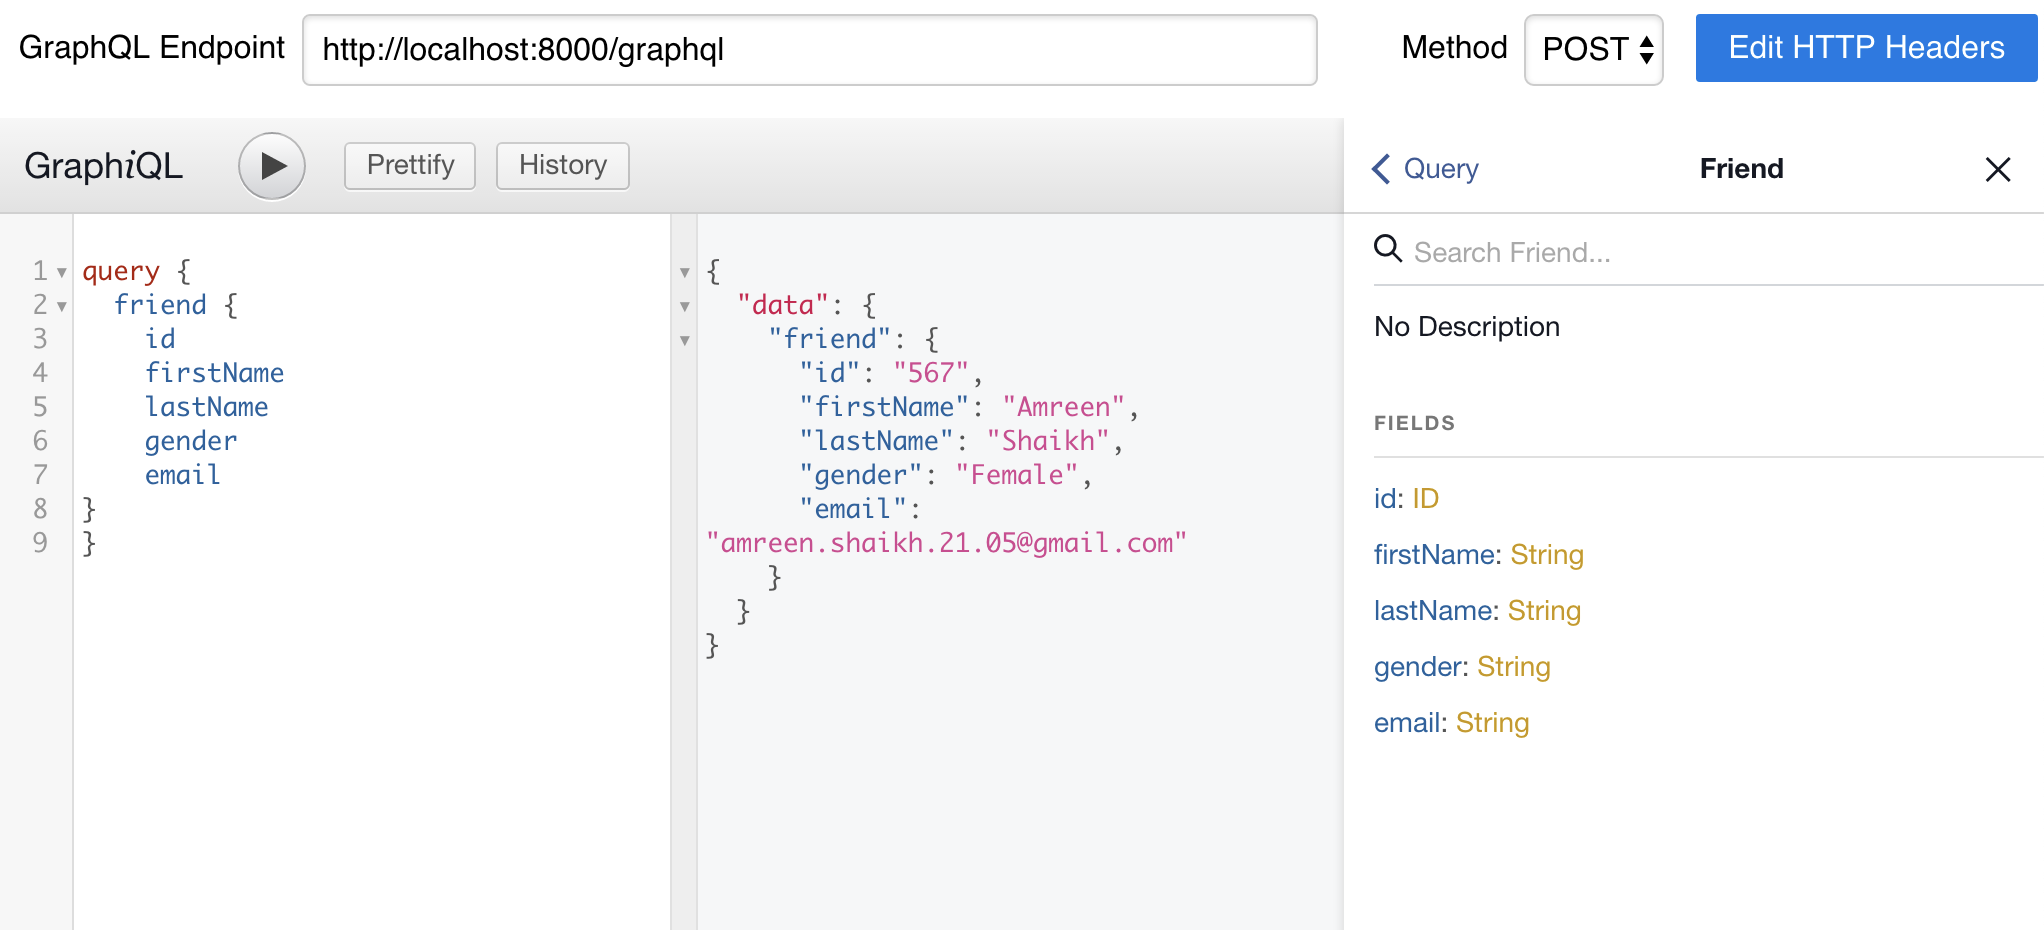 GraphQL Endpoint http://localhost:8000/graphql Method POST Edit HTTP Headers
GraphiQL Prettify History
1 query {
2   friend {
3     id
4     firstName
5     lastName
6     gender
7     email
8 }
9 }
{
  "data": {
    "friend": {
      "id": "567",
      "firstName": "Amreen",
      "lastName": "Shaikh",
      "gender": "Female",
      "email":
"amreen.shaikh.21.05@gmail.com"
    }
  }
}
Query Friend
Search Friend...
No Description
FIELDS
id: ID
firstName: String
lastName: String
gender: String
email: String